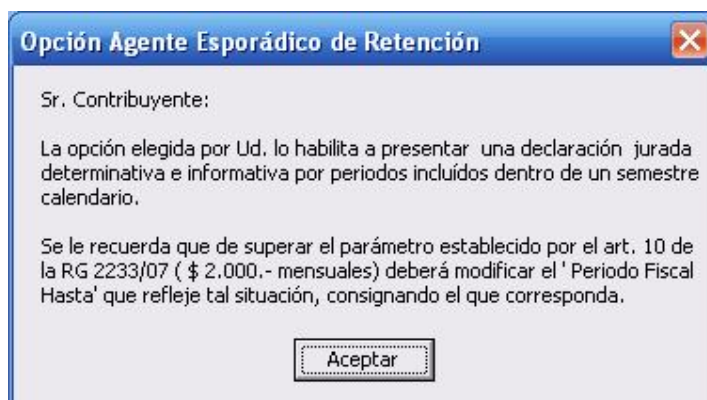 Opción Agente Esporádico de Retención
Sr. Contribuyente:
La opción elegida por Ud. lo habilita a presentar una declaración jurada
determinativa e informativa por periodos incluídos dentro de un semestre
calendario.
Se le recuerda que de superar el parámetro establecido por el art. 10 de
la RG 2233/07 ( $ 2.000.- mensuales) deberá modificar el ' Periodo Fiscal
Hasta' que refleje tal situación, consignando el que corresponda.
Aceptar